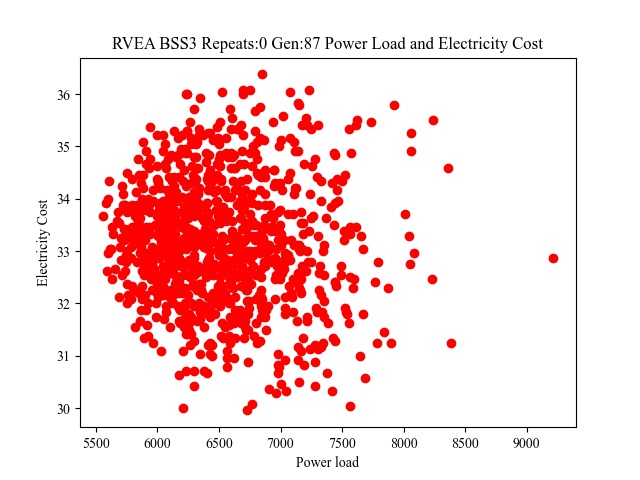 RVEA BSS3 Repeats:0 Gen:87 Power Load and Electricity Cost
36
35
34
33
32
31
30
Electricity Cost
5500 6000 6500 7000 7500 8000 8500 9000
Power load